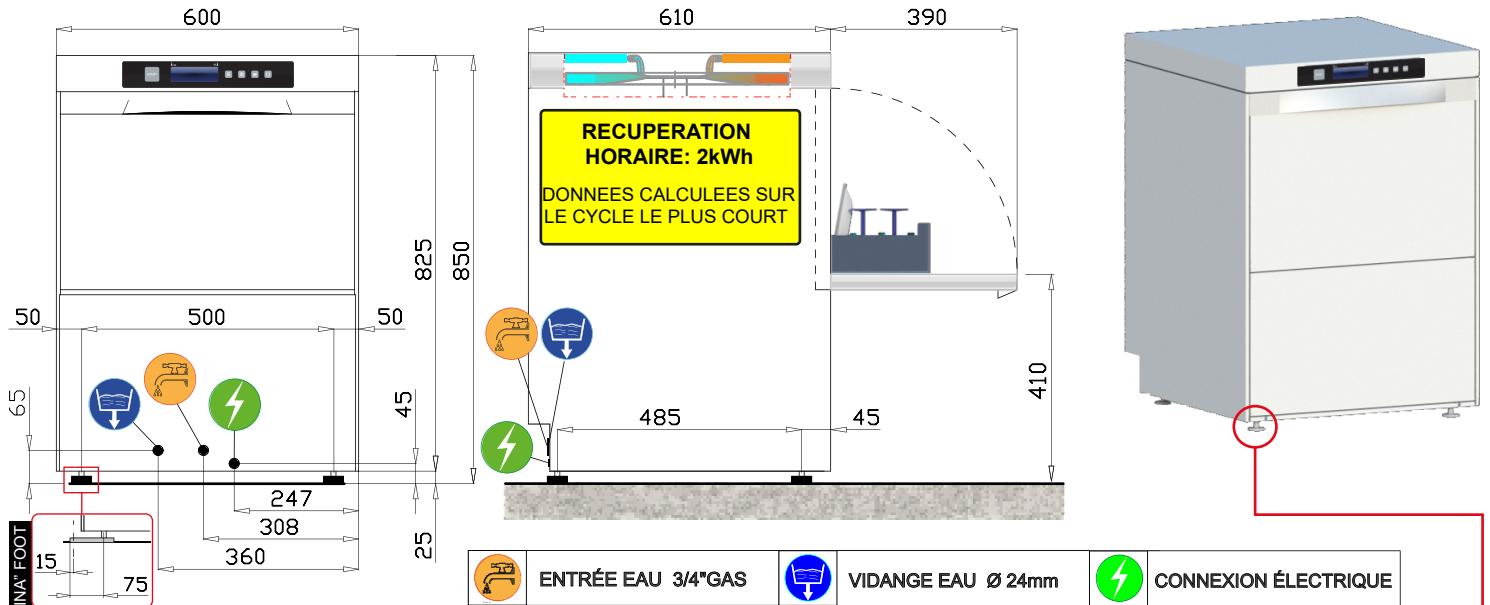 600
610
390
RECUPERATION
HORAIRE: 2kWh
DONNEES CALCULEES SUR
LE CYCLE LE PLUS COURT
825
850
50
500
50
65
45
485
45
410
247
308
360
25
FOOT
15
75
ENTRÉE EAU 3/4"GAS
VIDANGE EAU Ø 24mm
CONNEXION ÉLECTRIQUE